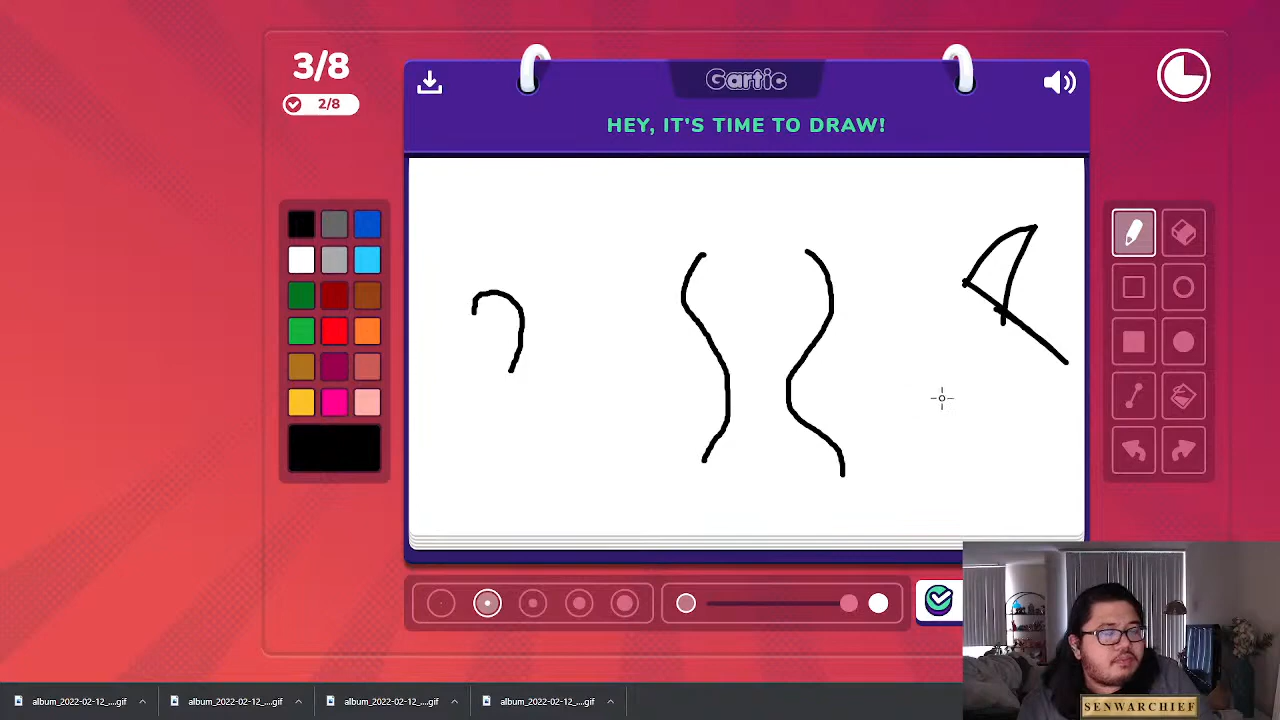 3/8
2/8
Gartic
HEY, IT'S TIME TO DRAW!
album_2022-02-12_....gif
album_2022-02-12_....gif
album_2022-02-12_....gif
album_2022-02-12_....gif
SENWARCHIEF